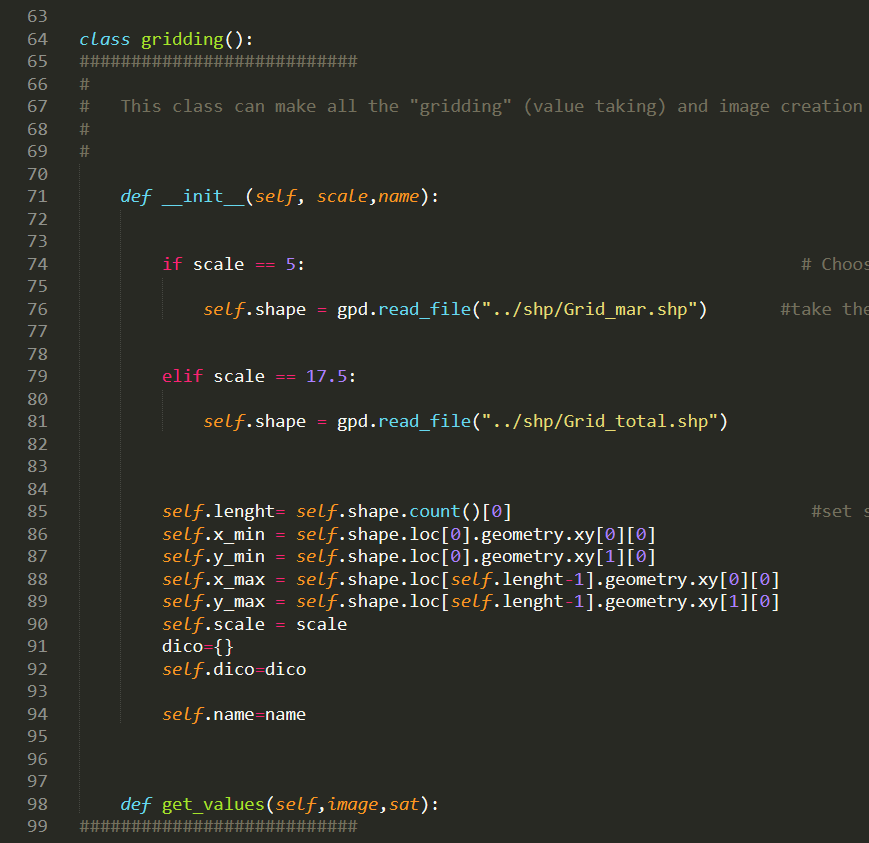 63
64 class gridding():
65 ###########################
66 #
67 #   This class can make all the "gridding" (value taking) and image creation
68 #
69 #
70
71     def __init__(self, scale,name):
72
73
74         if scale == 5: # Choos
75
76             self.shape = gpd.read_file("../shp/Grid_mar.shp") #take the
77
78
79         elif scale == 17.5:
80
81             self.shape = gpd.read_file("../shp/Grid_total.shp")
82
83
84
85         self.lenght= self.shape.count()[0] #set s
86         self.x_min = self.shape.loc[0].geometry.xy[0][0]
87         self.y_min = self.shape.loc[0].geometry.xy[1][0]
88         self.x_max = self.shape.loc[self.lenght-1].geometry.xy[0][0]
89         self.y_max = self.shape.loc[self.lenght-1].geometry.xy[1][0]
90         self.scale = scale
91         dico={}
92         self.dico=dico
93
94         self.name=name
95
96
97
98     def get_values(self,image,sat):
99 ###########################